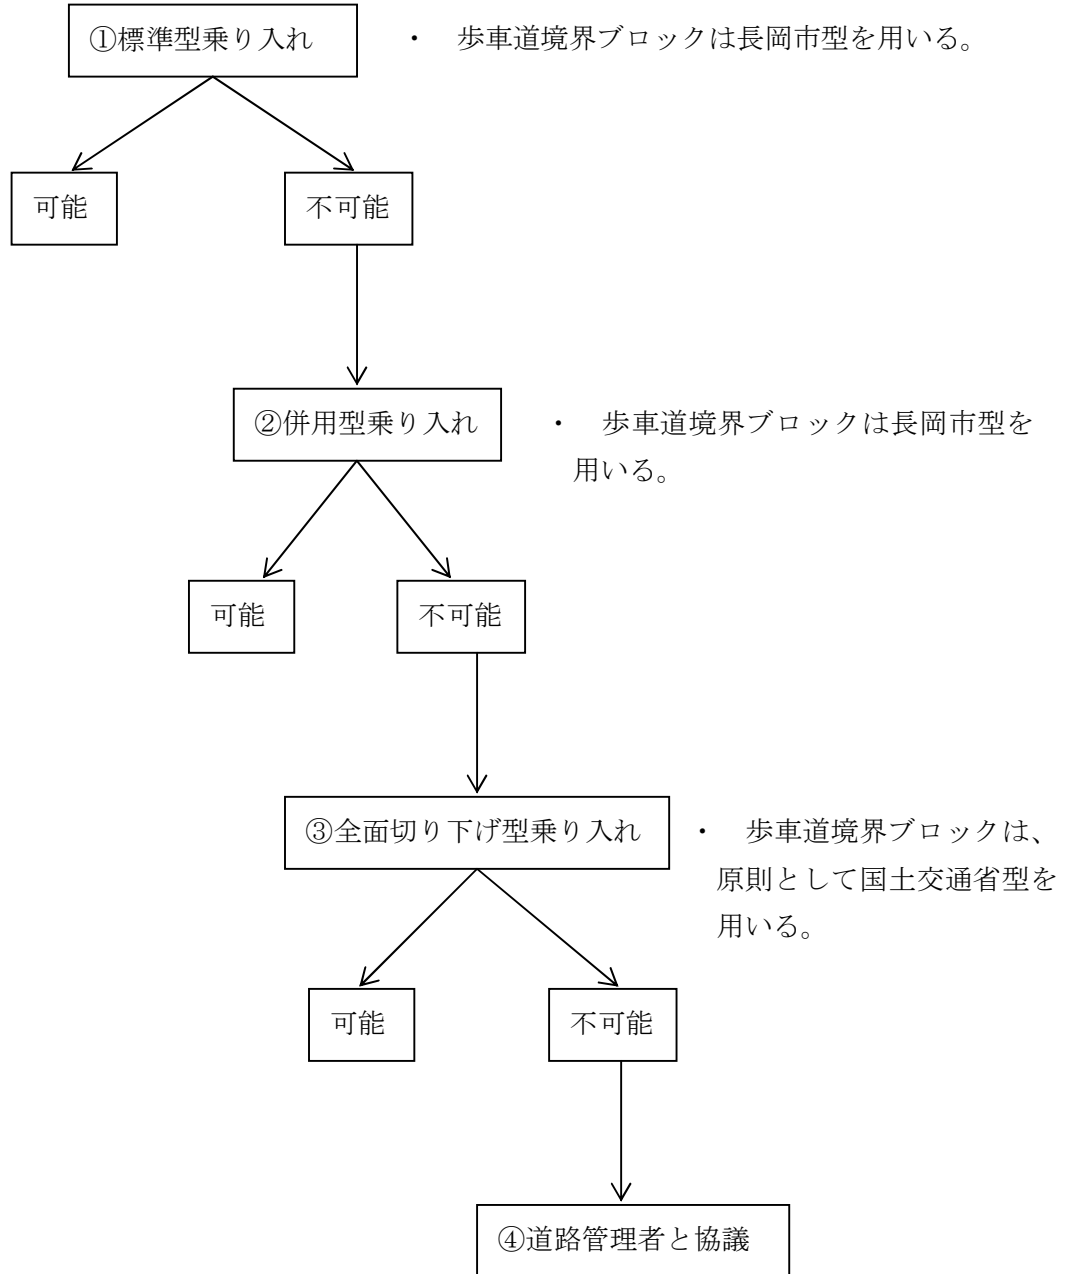 ①標準型乗り入れ
・　歩車道境界ブロックは長岡市型を用いる。
可能
不可能
②併用型乗り入れ
・　歩車道境界ブロックは長岡市型を
用いる。
可能
不可能
③全面切り下げ型乗り入れ
・　歩車道境界ブロックは、
原則として国土交通省型を
用いる。
可能
不可能
④道路管理者と協議